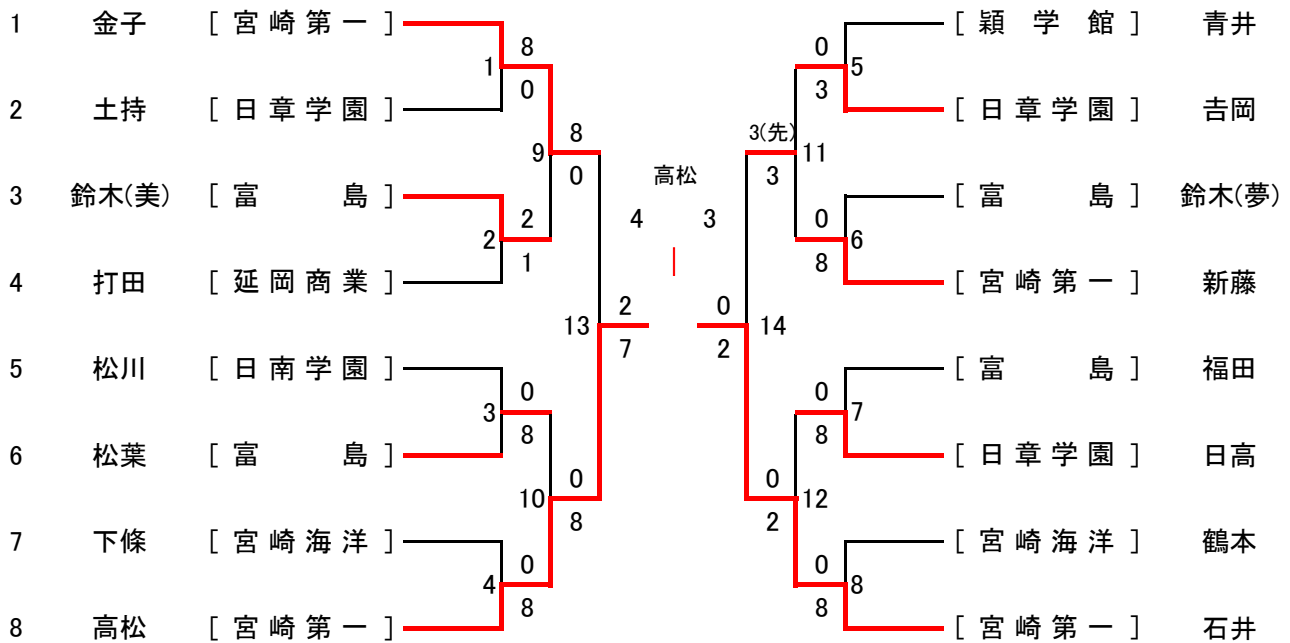 1 金子 [ 宮崎第一 ] [ 穎学館 ] 青井
8 0
1 5
0 3
2 土持 [ 日章学園 ] [ 日章学園 ] 𠮷岡
8 3(先)
9 11
0 高松 3
3 鈴木(美) [ 富島 ] [ 富島 ] 鈴木(夢)
2 4 3 0
2 6
1 8
4 打田 [ 延岡商業 ] [ 宮崎第一 ] 新藤
2 0
13 14
7 2
5 松川 [ 日南学園 ] [ 富島 ] 福田
0 0
3 7
8 8
6 松葉 [ 富島 ] [ 日章学園 ] 日高
0 0
10 12
8 2
7 下條 [ 宮崎海洋 ] [ 宮崎海洋 ] 鶴本
0 0
4 8
8 8
8 高松 [ 宮崎第一 ] [ 宮崎第一 ] 石井